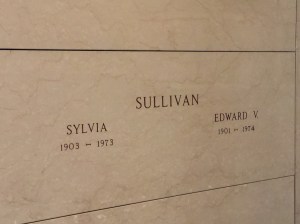 SULLIVAN
SYLVIA
1903 – 1973
EDWARD V.
1901 – 1974